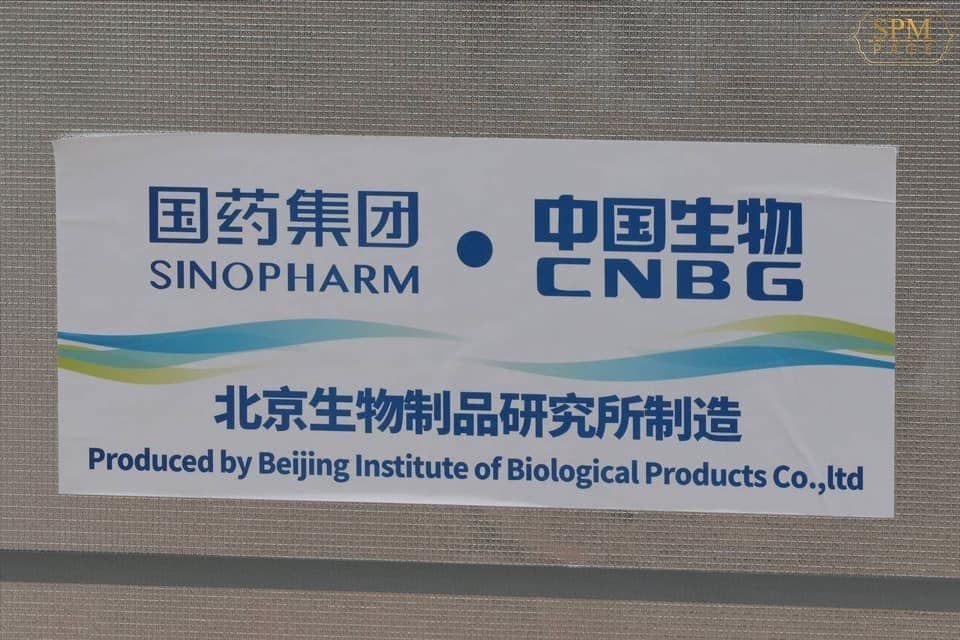 SPM
PAGE
国药集团 • 中国生物
SINOPHARM CNBG
北京生物制品研究所制造
Produced by Beijing Institute of Biological Products Co.,ltd